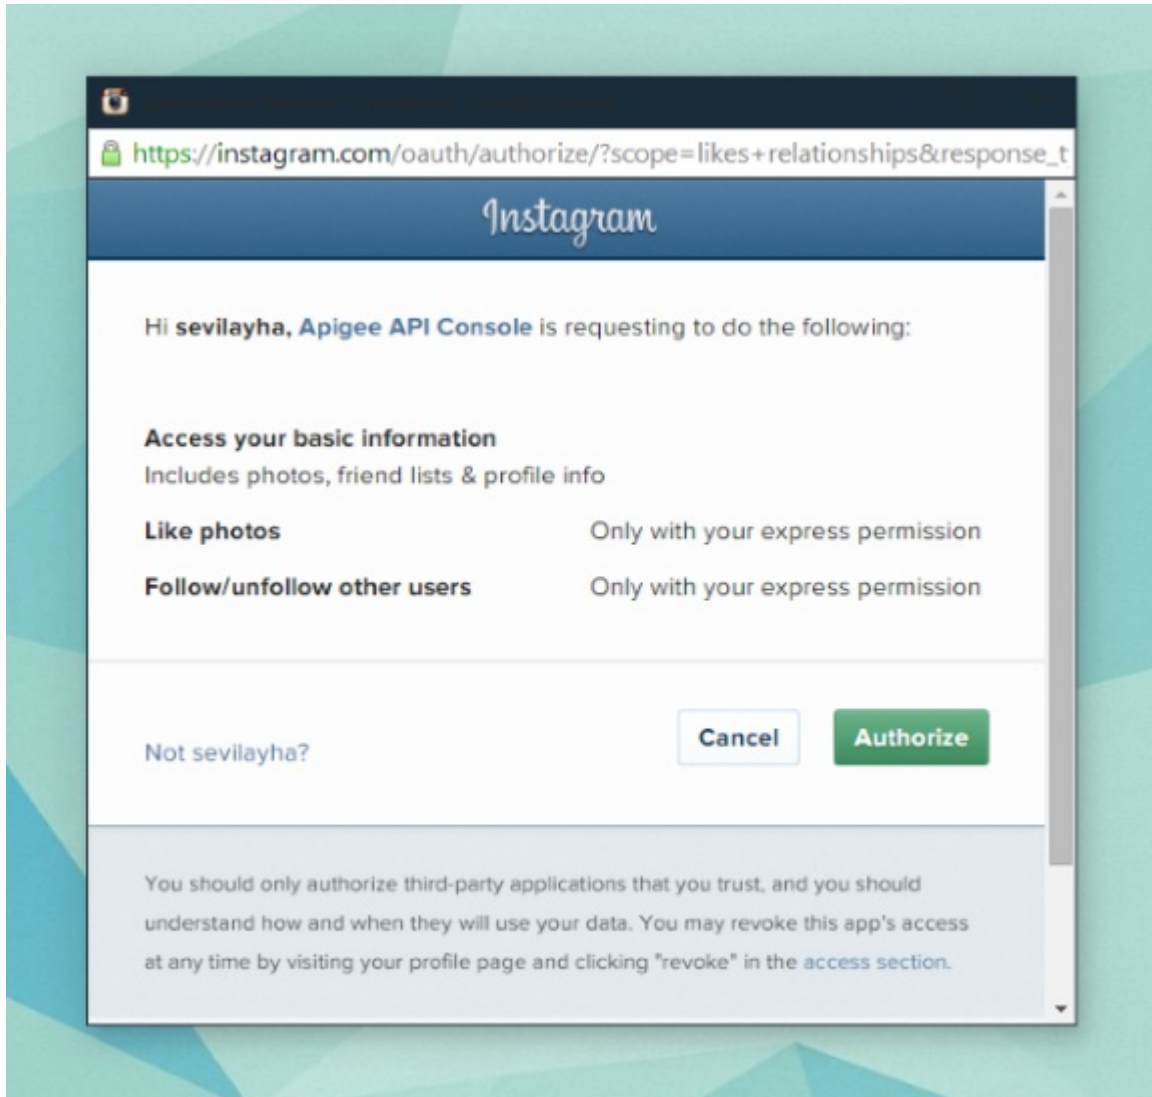 https://instagram.com/oauth/authorize/?scope=likes+relationships&response_t
Instagram
Hi sevilayha, Apigee API Console is requesting to do the following:
Access your basic information
Includes photos, friend lists & profile info
Like photos Only with your express permission
Follow/unfollow other users Only with your express permission
Not sevilayha? Cancel Authorize
You should only authorize third-party applications that you trust, and you should
understand how and when they will use your data. You may revoke this app's access
at any time by visiting your profile page and clicking "revoke" in the access section.